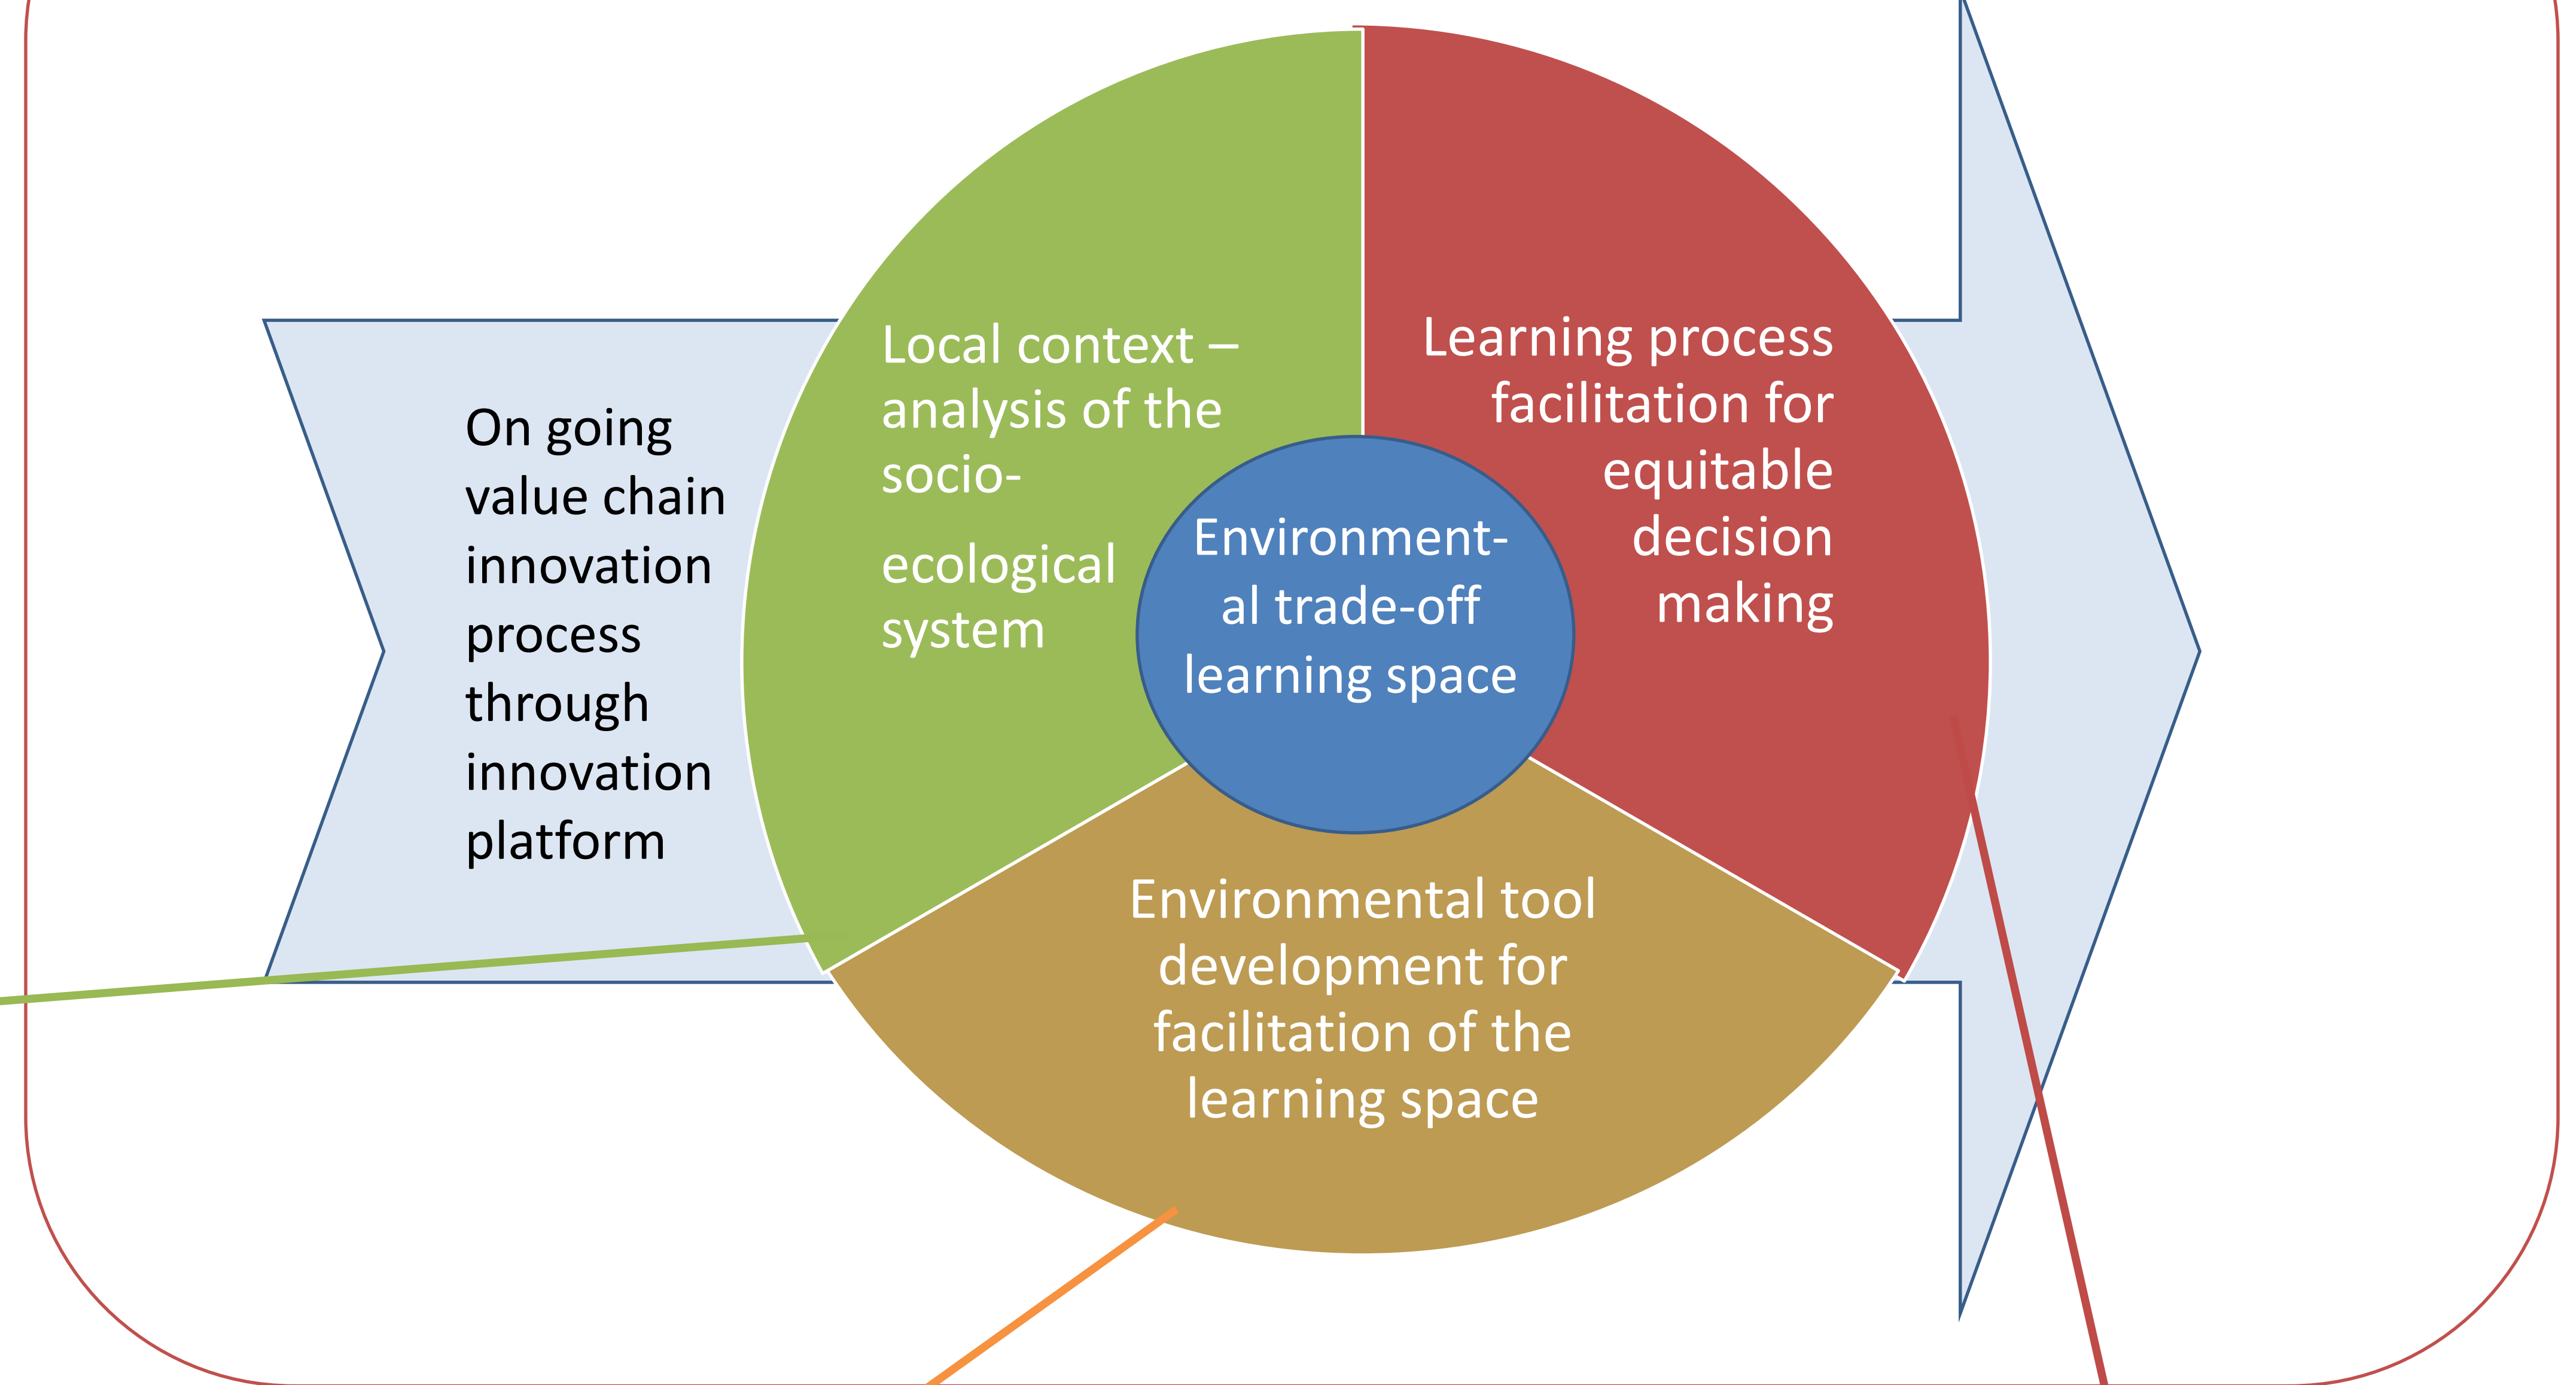 On going
value chain
innovation
process
through
innovation
platform
Local context –
analysis of the
socio-
ecological
system
Learning process
facilitation for
equitable
decision
making
Environment-
al trade-off
learning space
Environmental tool
development for
facilitation of the
learning space